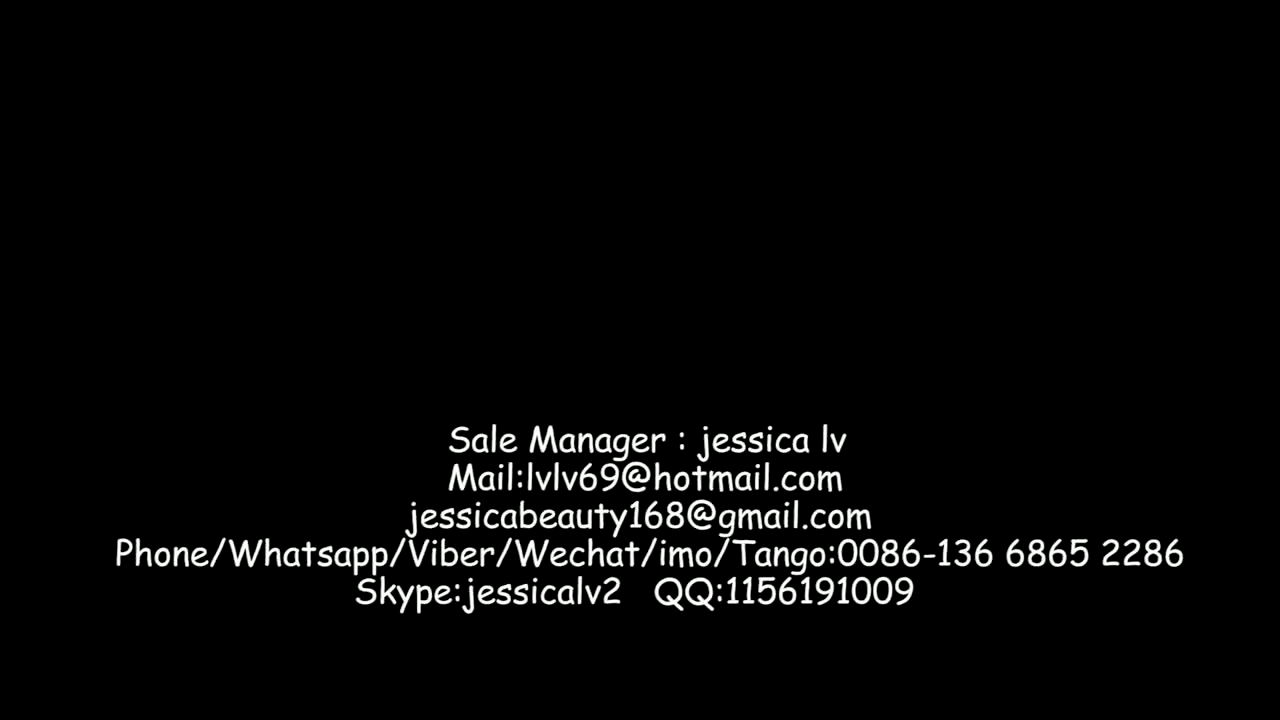 Sale Manager : jessica lv
Mail:lvlv69@hotmail.com
jessicabeauty168@gmail.com
Phone/Whatsapp/Viber/Wechat/imo/Tango:0086-136 6865 2286
Skype:jessicalv2   QQ:1156191009